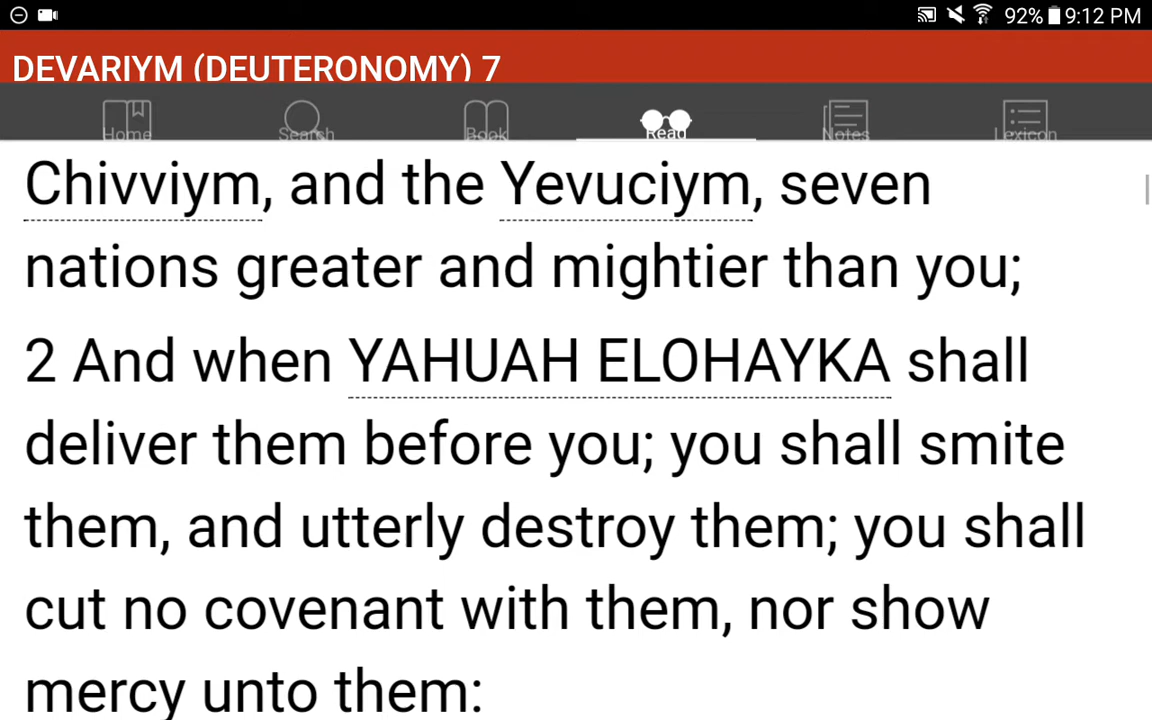 92% 9:12 PM
DEVARIYM (DEUTERONOMY) 7
Home Search Book Read Notes Lexicon
Chivviym, and the Yevuciym, seven
nations greater and mightier than you;
2 And when YAHUAH ELOHAYKA shall
deliver them before you; you shall smite
them, and utterly destroy them; you shall
cut no covenant with them, nor show
mercy unto them: